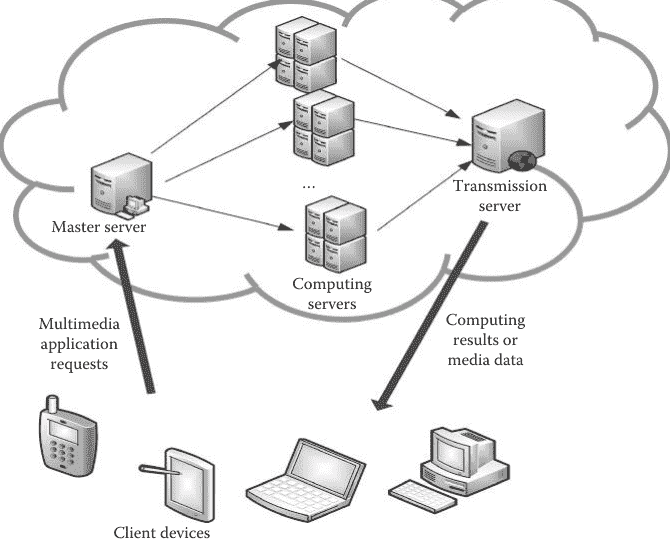 ...
Transmission
server
Master server
Computing
servers
Multimedia
application
requests
Computing
results or
media data
Client devices